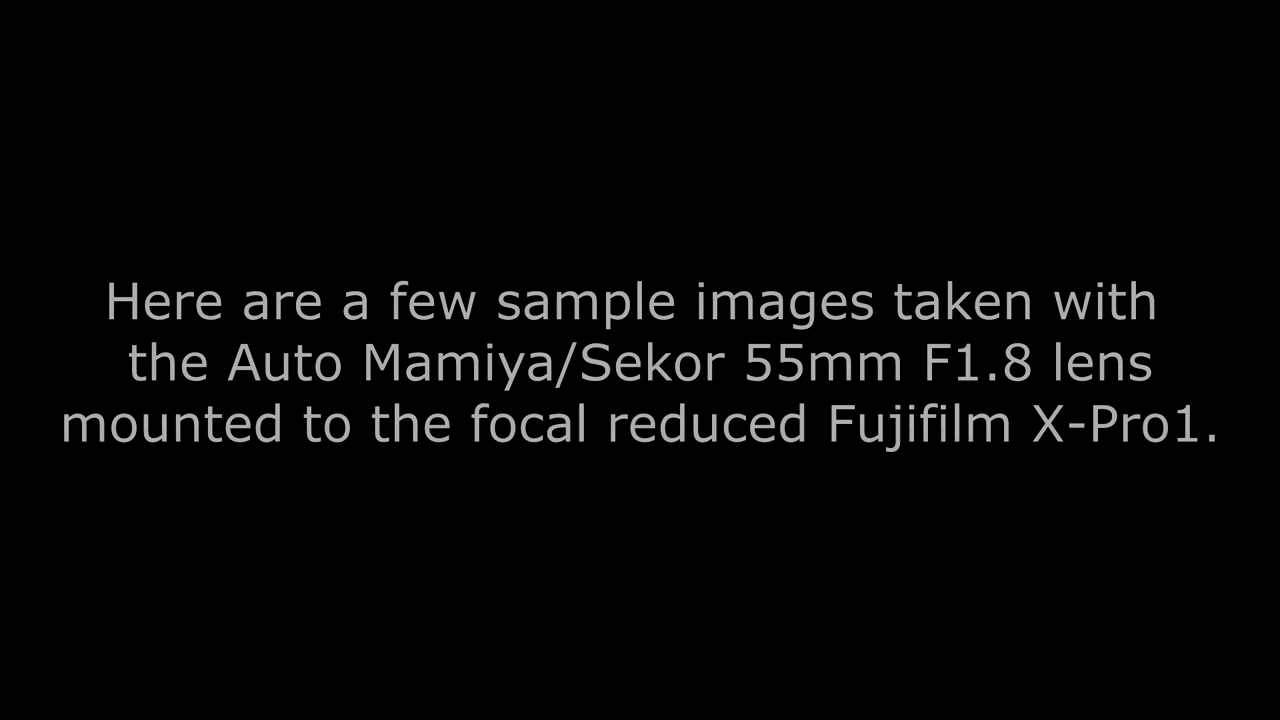 Here are a few sample images taken with
the Auto Mamiya/Sekor 55mm F1.8 lens
mounted to the focal reduced Fujifilm X-Pro1.